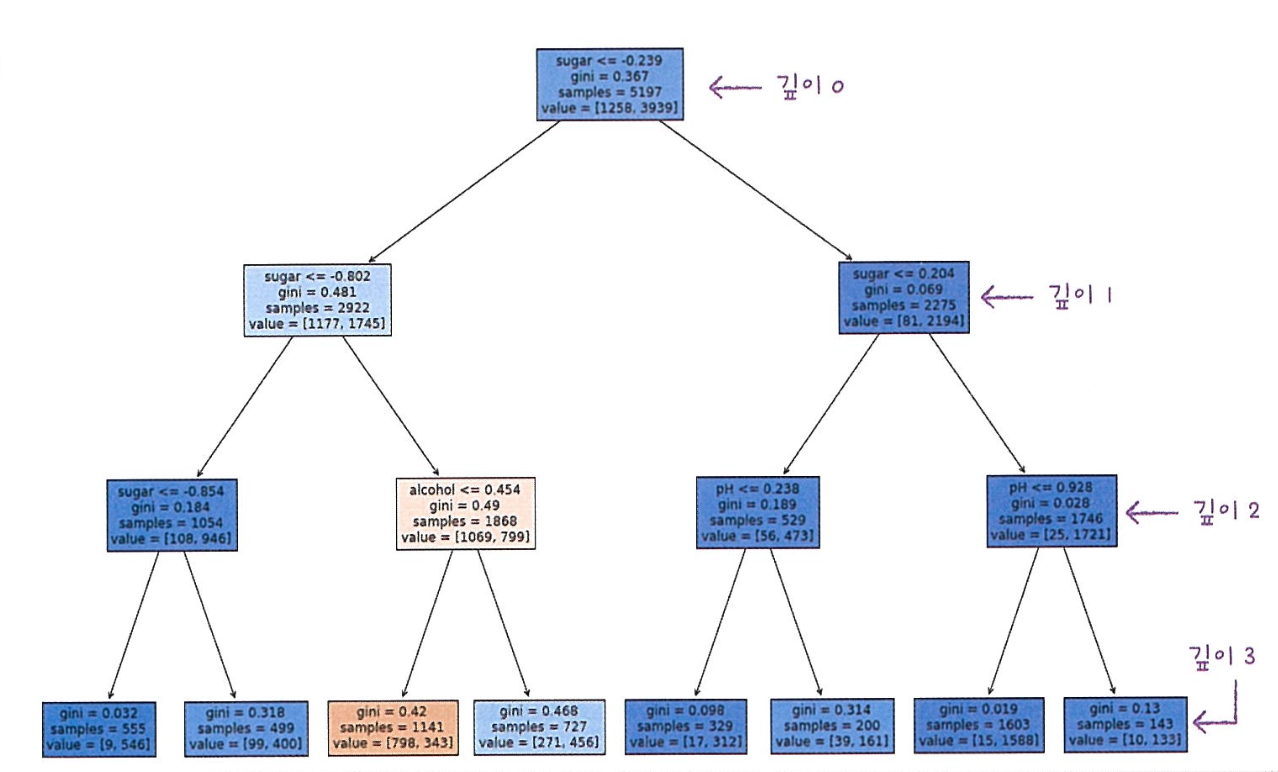 sugar <= -0.239
gini = 0.367
samples = 5197
value = [1258, 3939]
깊이 0
sugar <= -0.802
gini = 0.481
samples = 2922
value = [1177, 1745]
sugar <= 0.204
gini = 0.069
samples = 2275
value = [81, 2194]
깊이 1
sugar <= -0.854
gini = 0.184
samples = 1054
value = [108, 946]
alcohol <= 0.454
gini = 0.49
samples = 1868
value = [1069, 799]
pH <= 0.238
gini = 0.189
samples = 529
value = [56, 473]
pH <= 0.928
gini = 0.028
samples = 1746
value = [25, 1721]
깊이 2
깊이 3
gini = 0.032
samples = 555
value = [9, 546]
gini = 0.318
samples = 499
value = [99, 400]
gini = 0.42
samples = 1141
value = [798, 343]
gini = 0.468
samples = 727
value = [271, 456]
gini = 0.098
samples = 329
value = [17, 312]
gini = 0.314
samples = 200
value = [39, 161]
gini = 0.019
samples = 1603
value = [15, 1588]
gini = 0.13
samples = 143
value = [10, 133]